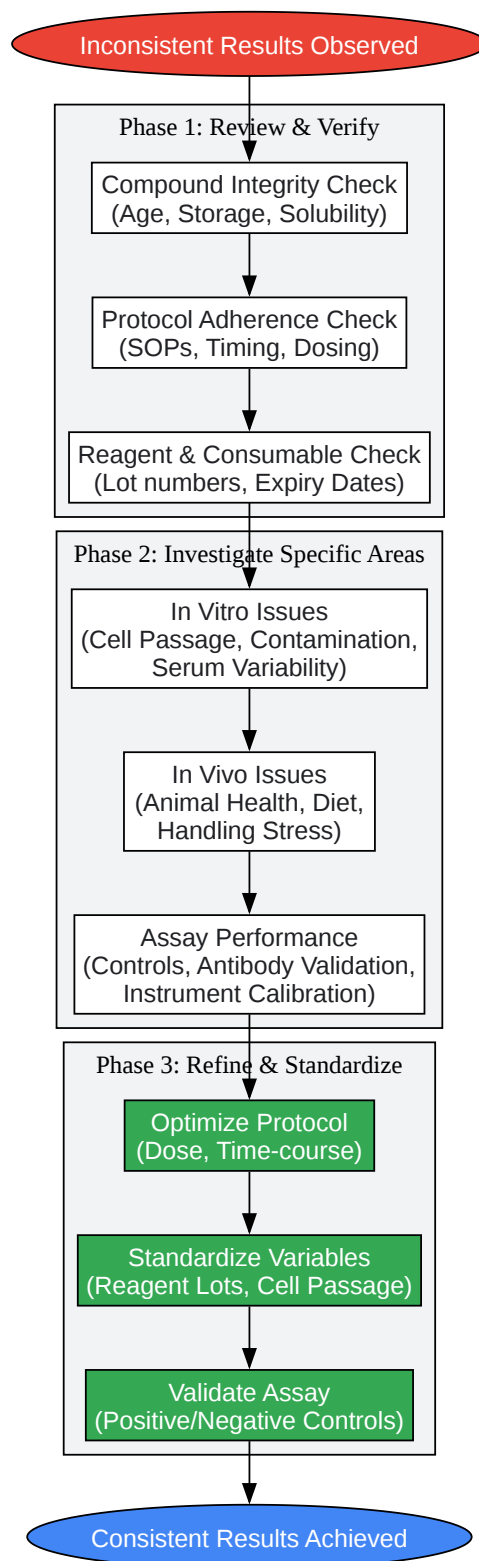 Inconsistent Results Observed
Phase 1: Review & Verify
Compound Integrity Check
(Age, Storage, Solubility)
Protocol Adherence Check
(SOPs, Timing, Dosing)
Reagent & Consumable Check
(Lot numbers, Expiry Dates)
Phase 2: Investigate Specific Areas
In Vitro Issues
(Cell Passage, Contamination,
Serum Variability)
In Vivo Issues
(Animal Health, Diet,
Handling Stress)
Assay Performance
(Controls, Antibody Validation,
Instrument Calibration)
Phase 3: Refine & Standardize
Optimize Protocol
(Dose, Time-course)
Standardize Variables
(Reagent Lots, Cell Passage)
Validate Assay
(Positive/Negative Controls)
Consistent Results Achieved